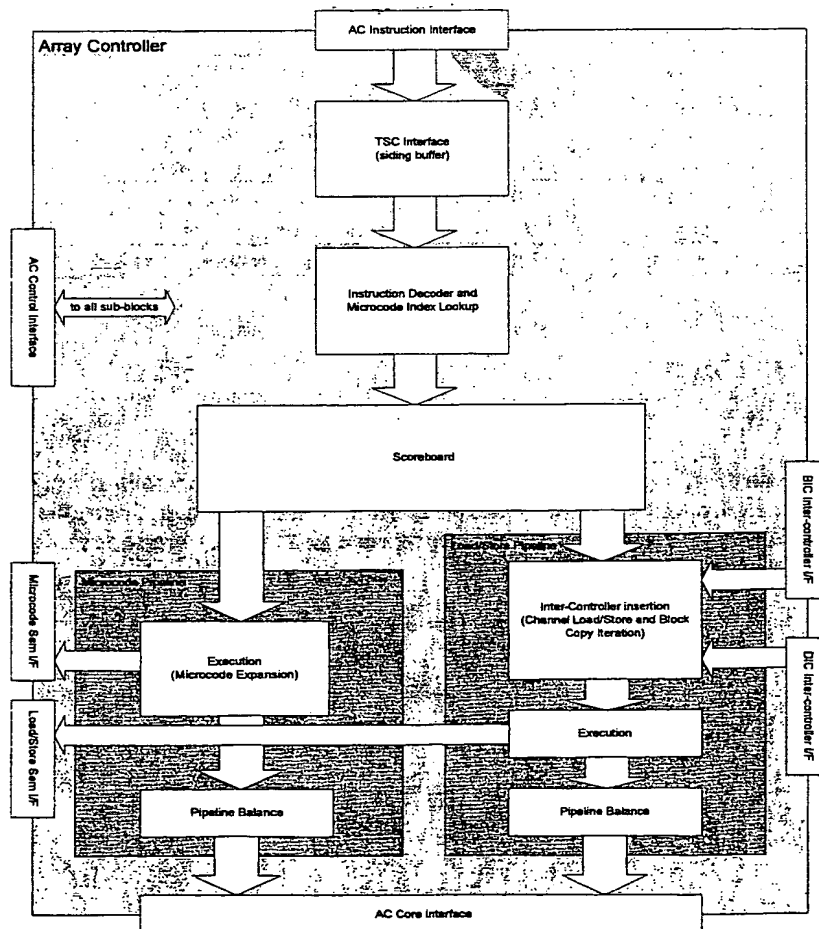 AC Instruction Interface
Array Controller
TSC Interface
(siding buffer)
AC Control Interface
to all sub-blocks
Instruction Decoder and
Microcode Index Lookup
Scoreboard
BIC Inter-controller I/F
Load/Store Pipeline
Microcode Pipeline
Microcode Sem I/F
Inter-Controller insertion
(Channel Load/Store and Block
Copy Iteration)
Execution
(Microcode Expansion)
DIC Inter-controller I/F
Load/Store Sem I/F
Execution
Pipeline Balance
Pipeline Balance
AC Core Interface